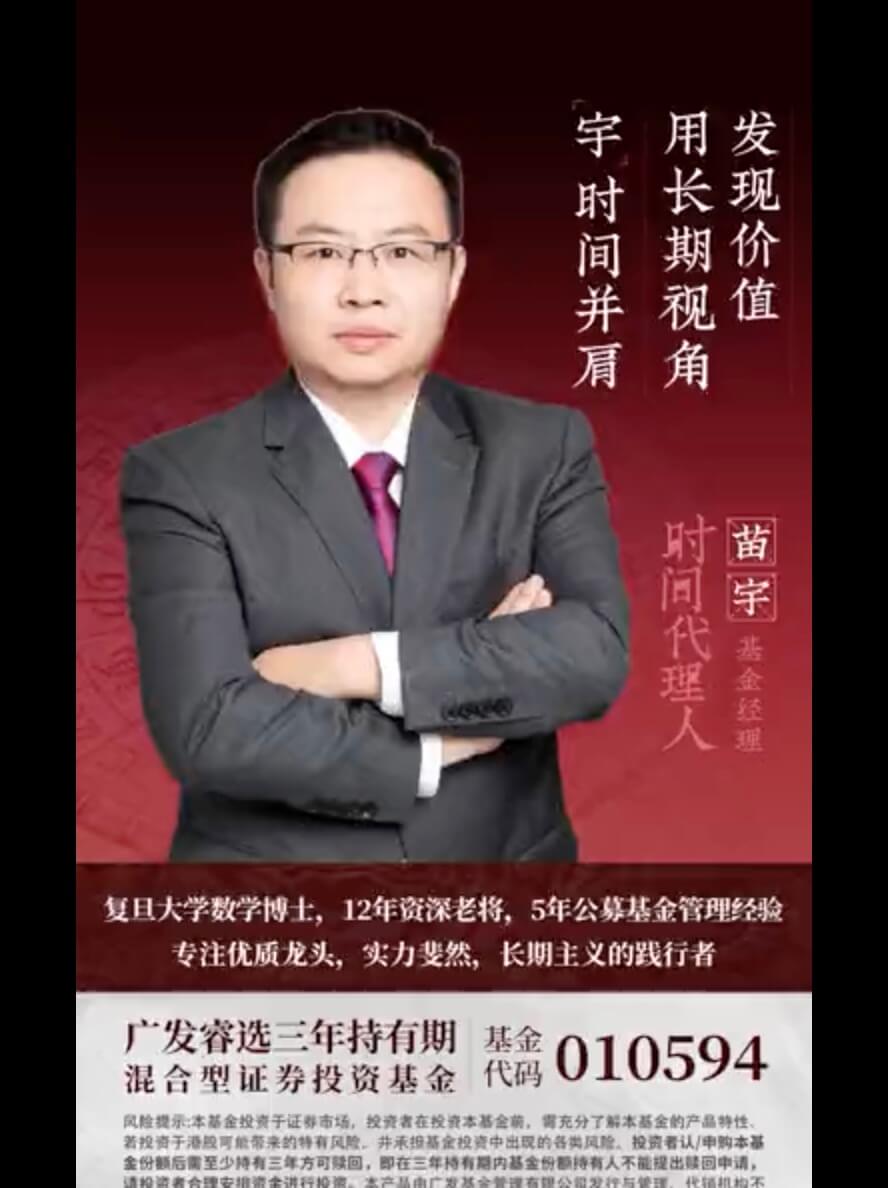 发现价值
用长期视角
宇 时间并肩
苗宇
基金经理
时间代理人
复旦大学数学博士，12年资深老将，5年公募基金管理经验
专注优质龙头，实力斐然，长期主义的践行者
广发睿选三年持有期
混合型证券投资基金
基金
代码
010594
风险提示:本基金投资于证券市场，投资者在投资本基金前，需充分了解本基金的产品特性、
若投资于港股可能带来的特有风险，并承担基金投资中出现的各类风险。投资者认/申购本基
金份额后需至少持有三年方可赎回，即在三年持有期内基金份额持有人不能提出赎回申请，
请投资者合理安排资金进行投资。本产品由广发基金管理有限公司发行与管理，代销机构不